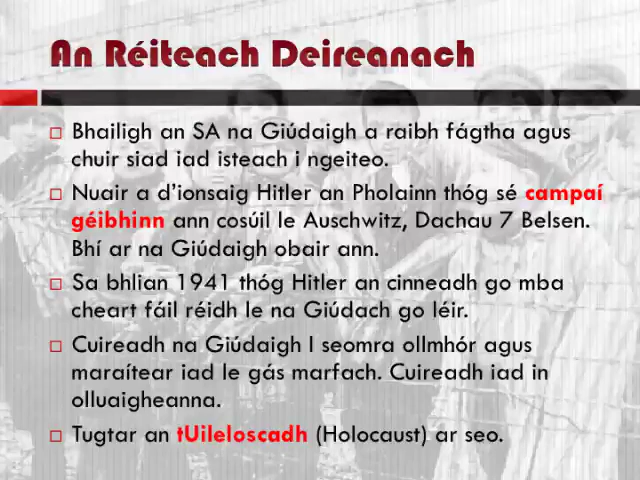 An Réiteach Deireanach
Bhailigh an SA na Giúdaigh a raibh fágtha agus
chuir siad iad isteach i ngeiteo.
Nuair a d'ionsaig Hitler an Pholainn thóg sé campaí
géibhinn ann cosúil le Auschwitz, Dachau 7 Belsen.
Bhí ar na Giúdaigh obair ann.
Sa bhlian 1941 thóg Hitler an cinneadh go mba
cheart fáil réidh le na Giúdach go léir.
Cuireadh na Giúdaigh I seomra ollmhór agus
maraítear iad le gás marfach. Cuireadh iad in
olluaigheanna.
Tugtar an tUileloscadh (Holocaust) ar seo.